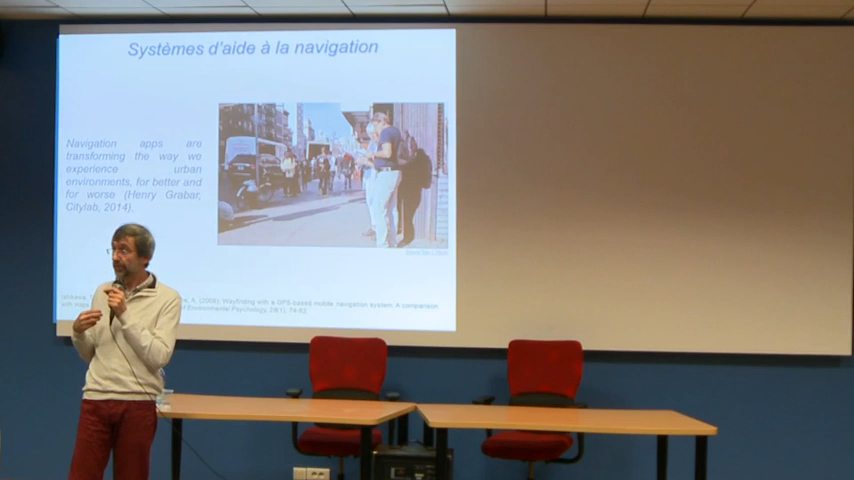 Systèmes d'aide à la navigation
Navigation apps are
transforming the way we
experience urban
environments, for better and
for worse (Henry Grabar,
Citylab, 2014).
A. (2008). Wayfinding with a GPS-based mobile navigation system: A comparison
with maps of Environmental Psychology, 28(1): 74-82